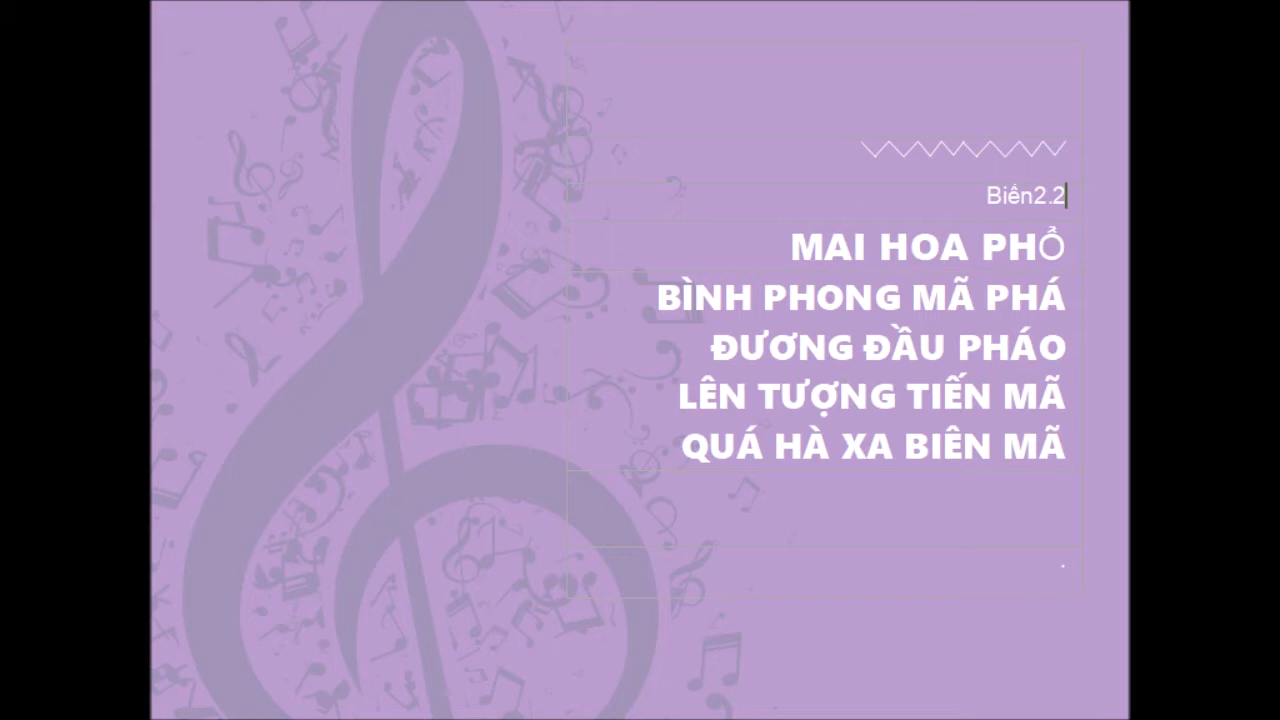 Biến2.2
MAI HOA PHỔ
BÌNH PHONG MÃ PHÁ
ĐƯƠNG ĐẦU PHÁO
LÊN TƯỢNG TIẾN MÃ
QUÁ HÀ XA BIÊN MÃ
.